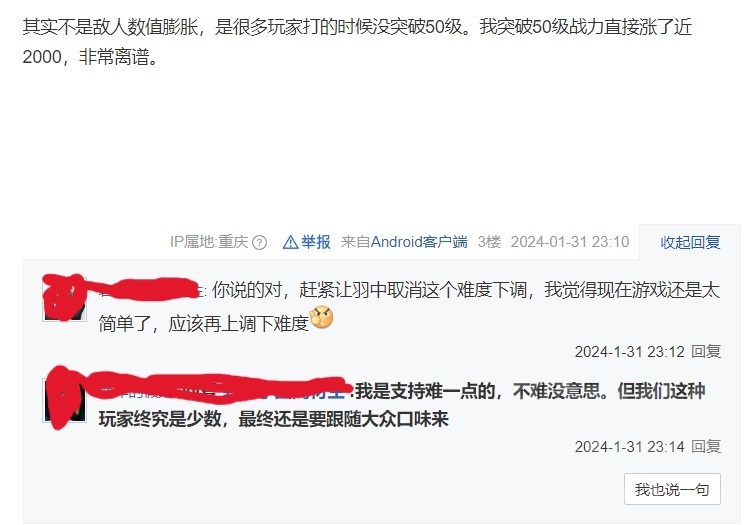 其实不是敌人数值膨胀，是很多玩家打的时候没突破50级。我突破50级战力直接涨了近
2000，非常离谱。
IP属地:重庆? 举报 来自Android客户端 3楼 2024-01-31 23:10 收起回复
: 你说的对，赶紧让羽中取消这个难度下调，我觉得现在游戏还是太
简单了，应该再上调下难度
2024-1-31 23:12 回复
:我是支持难一点的，不难没意思。但我们这种
玩家终究是少数，最终还是要跟随大众口味来
2024-1-31 23:14 回复
我也说一句